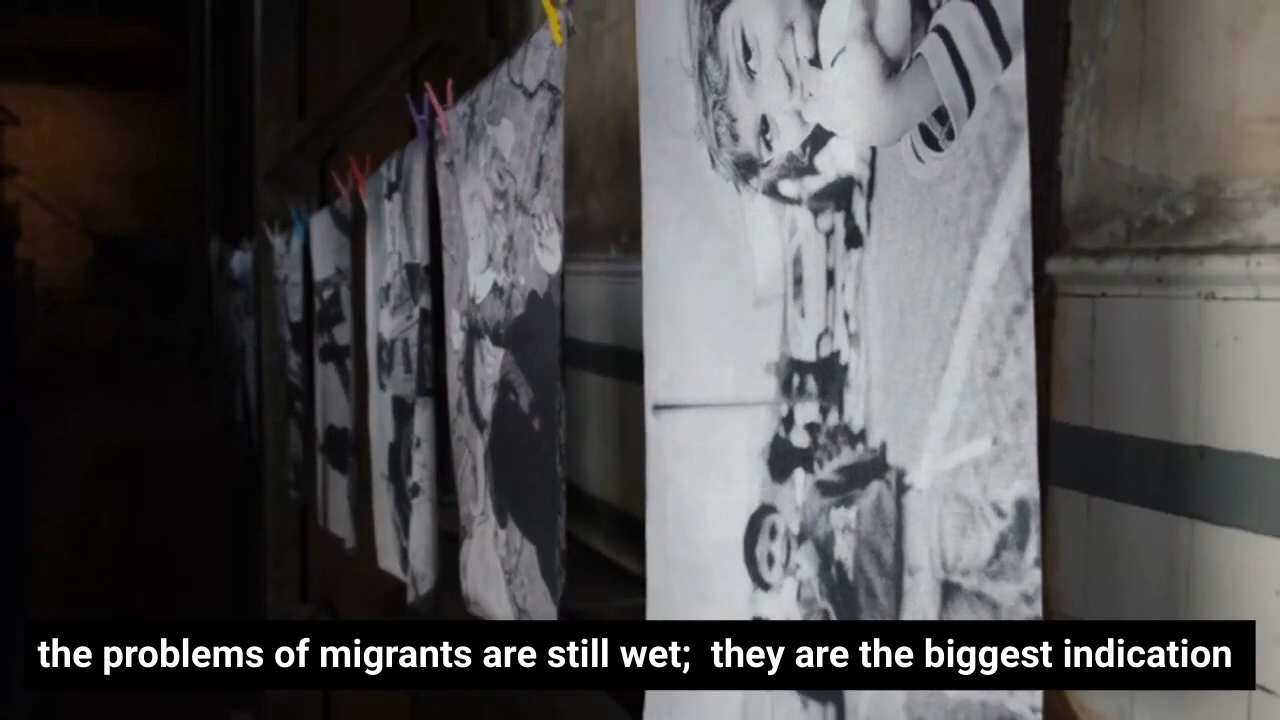 the problems of migrants are still wet;  they are the biggest indication